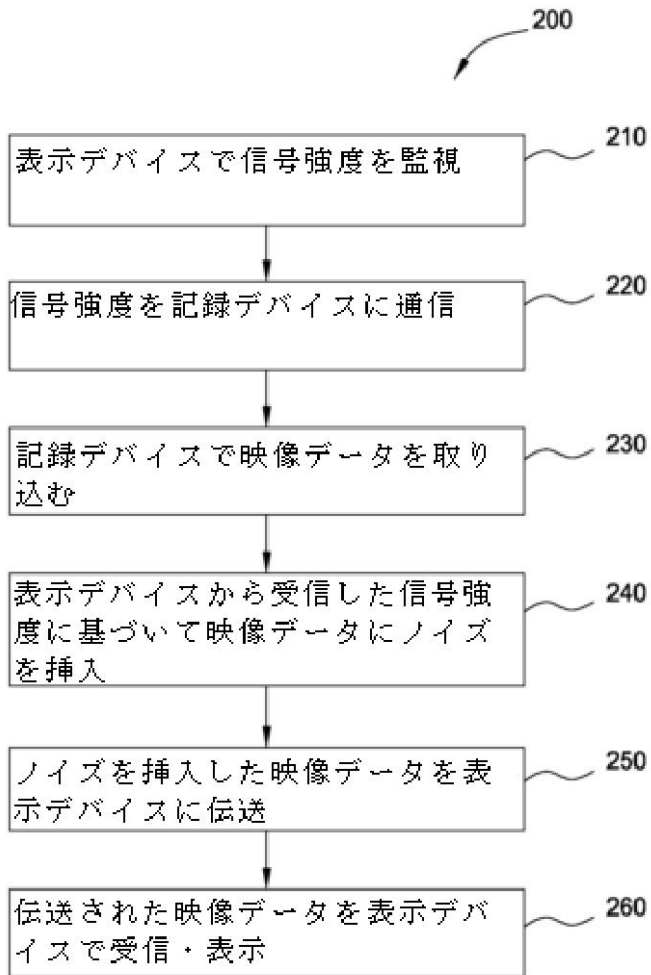 200
表示デバイスで信号強度を監視
210
信号強度を記録デバイスに通信
220
記録デバイスで映像データを取り
込む
230
表示デバイスから受信した信号強
度に基づいて映像データにノイズ
を挿入
240
ノイズを挿入した映像データを表
示デバイスに伝送
250
伝送された映像データを表示デバ
イスで受信・表示
260